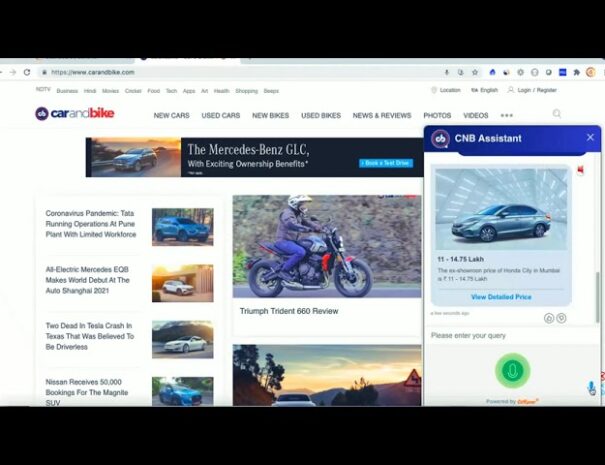 https://www.carandbike.com
NDTV Business Hindi Movies Cricket Food Tech Apps Art Health Shopping Beeps
Location English Login / Register
carandbike
NEW CARS USED CARS NEW BIKES USED BIKES NEWS & REVIEWS PHOTOS VIDEOS
The Mercedes-Benz GLC,
With Exciting Ownership Benefits*
Book a Test Drive
Coronavirus Pandemic: Tata
Running Operations At Pune
Plant With Limited Workforce
All-Electric Mercedes EQB
Makes World Debut At The
Auto Shanghai 2021
Two Dead In Tesla Crash In
Texas That Was Believed To
Be Driverless
Nissan Receives 50,000
Bookings For The Magnite
SUV
Triumph Trident 660 Review
cb CNB Assistant
11 - 14.75 Lakh
The ex-showroom price of Honda City in Mumbai
is ₹ 11 - 14.75 Lakh
View Detailed Price
a few seconds ago
Please enter your query
Powered by